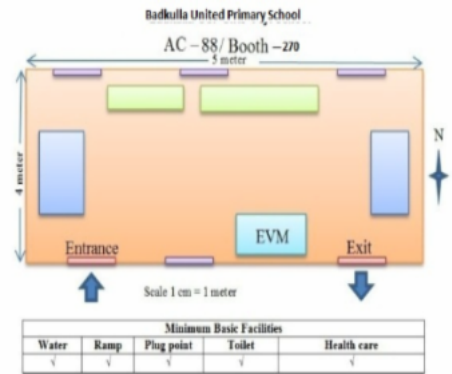 Badkulla United Primary School
AC – 88/ Booth – 270
5 meter
4 meter
N
EVM
Entrance
Exit
Scale 1 cm = 1 meter
Minimum Basic Facilities
Water Ramp Plug point Toilet Health care
√ √ √ √ √